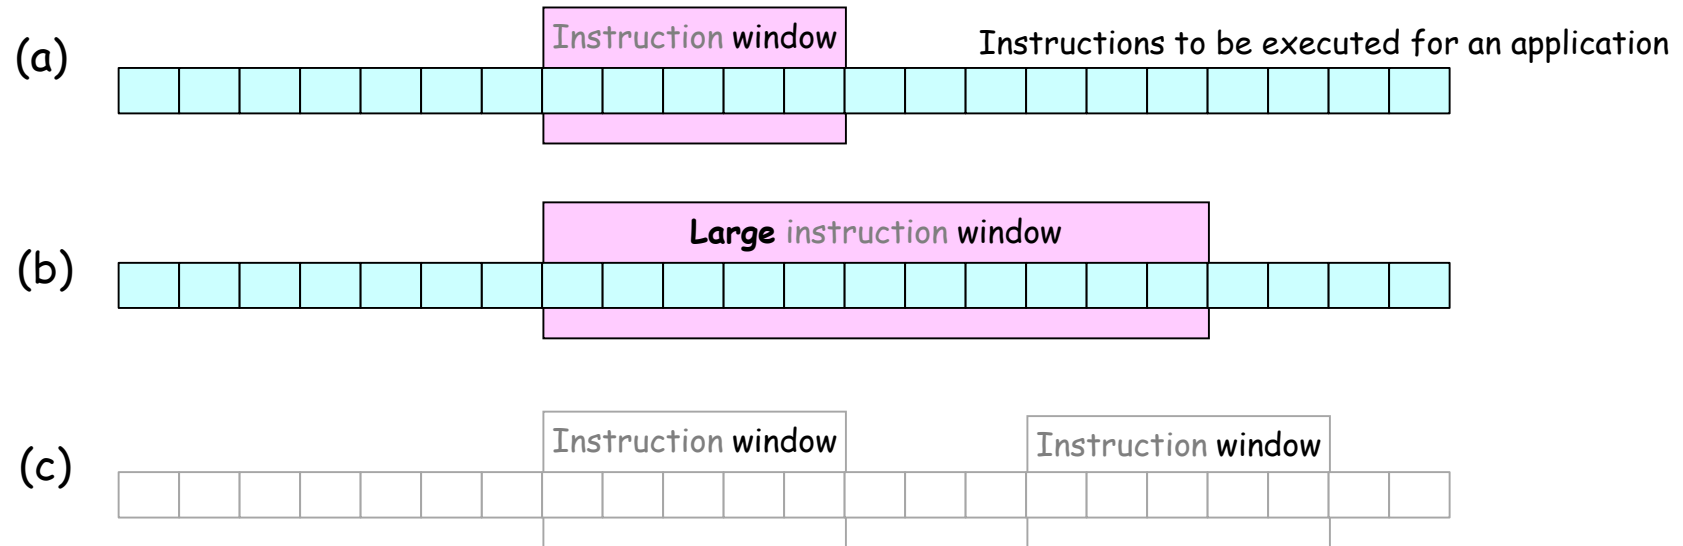 (a)
Instruction window
Instructions to be executed for an application
(b)
Large instruction window
(c)
Instruction window
Instruction window